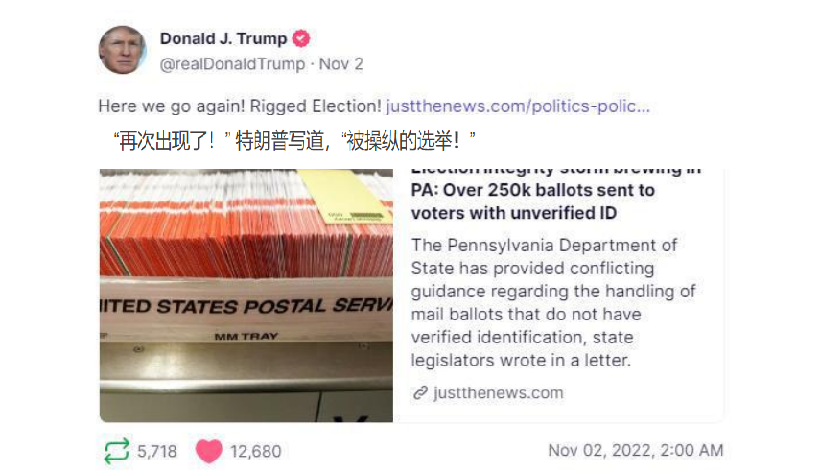 Donald J. Trump
@realDonaldTrump · Nov 2
Here we go again! Rigged Election! justthenews.com/politics-polic...
“再次出现了！”特朗普写道，“被操纵的选举！”
Election integrity storm brewing in
PA: Over 250k ballots sent to
voters with unverified ID
The Pennsylvania Department of
State has provided conflicting
guidance regarding the handling of
mail ballots that do not have
verified identification, state
legislators wrote in a letter.
justthenews.com
ITED STATES POSTAL SERVI
MM TRAY
5,718 12,680
Nov 02, 2022, 2:00 AM